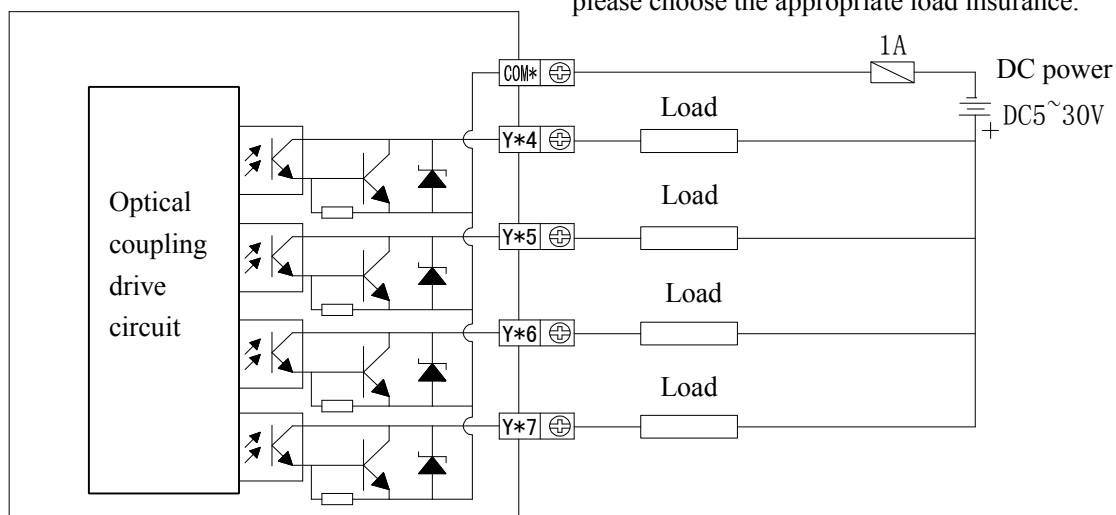 please choose the appropriate load insurance.
1A
COM*
DC power
DC5~30V
+
Load
Y*4
Load
Y*5
Load
Y*6
Load
Y*7
Optical
coupling
drive
circuit